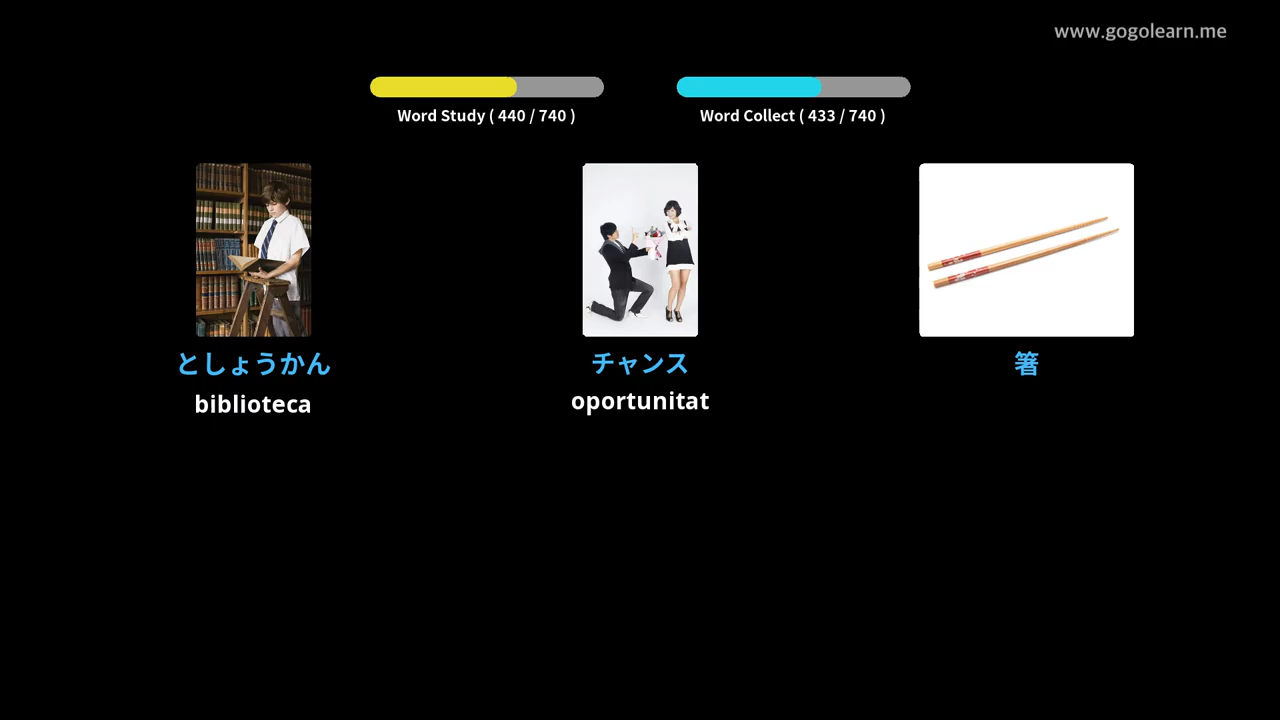 www.gogolearn.me
Word Study ( 440 / 740 )
Word Collect ( 433 / 740 )
としょうかん
チャンス
箸
biblioteca
oportunitat